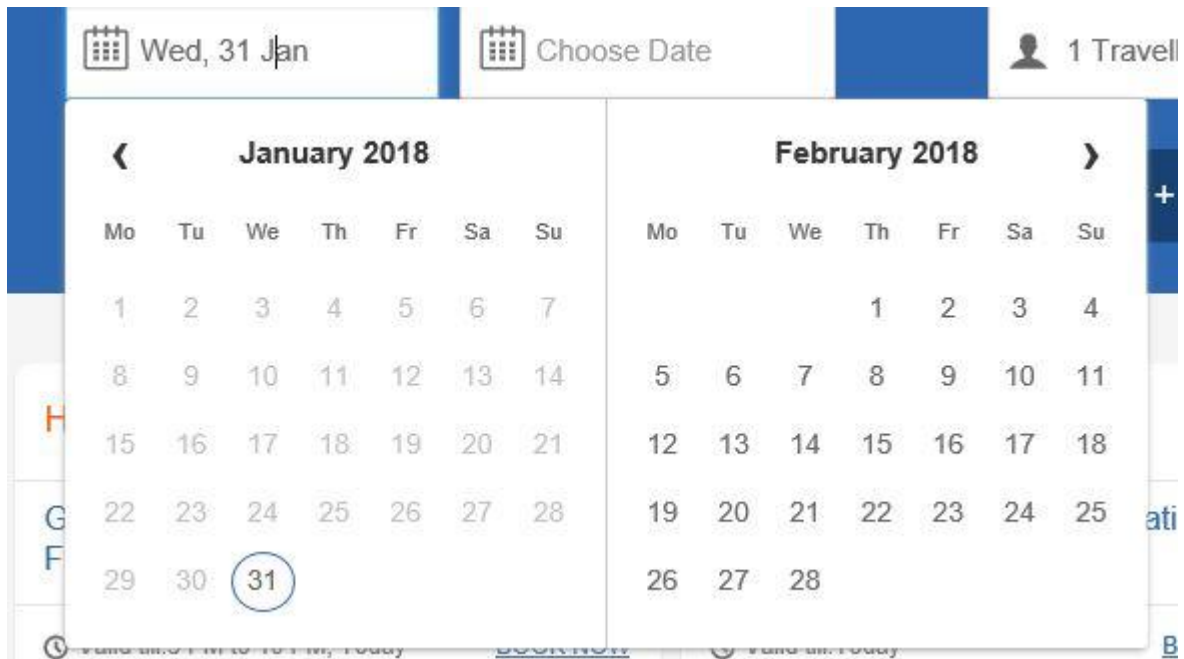 Wed, 31 Jan
Choose Date
1 Travell
January 2018
February 2018
+
Mo Tu We Th Fr Sa Su
Mo Tu We Th Fr Sa Su
1 2 3 4 5 6 7
1 2 3 4
8 9 10 11 12 13 14
5 6 7 8 9 10 11
H
15 16 17 18 19 20 21
12 13 14 15 16 17 18
G
22 23 24 25 26 27 28
19 20 21 22 23 24 25
ati
F
29 30 31
26 27 28
BOOK NOW
B